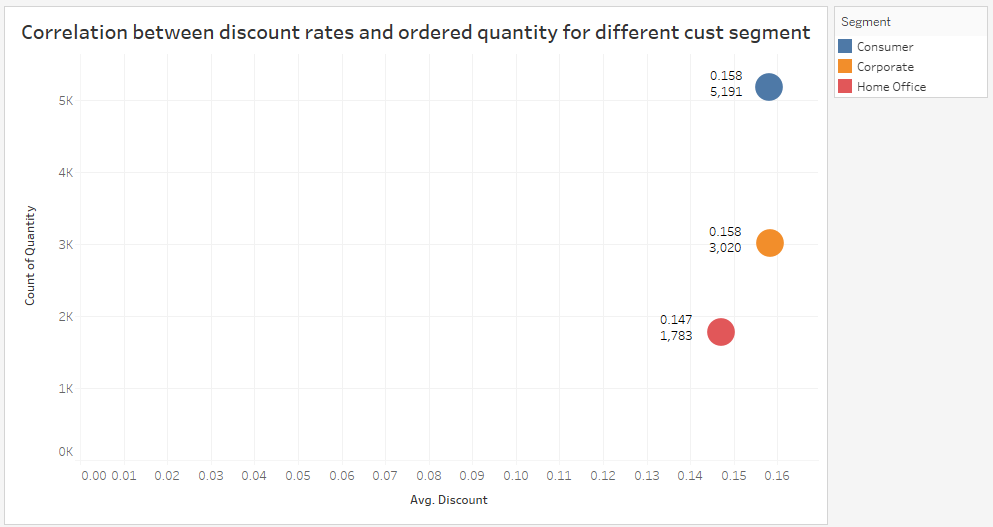 Correlation between discount rates and ordered quantity for different cust segment
Segment
Consumer
Corporate
Home Office
0.158
5,191
0.158
3,020
0.147
1,783
Count of Quantity
5K
4K
3K
2K
1K
0K
0.00 0.01 0.02 0.03 0.04 0.05 0.06 0.07 0.08 0.09 0.10 0.11 0.12 0.13 0.14 0.15 0.16
Avg. Discount